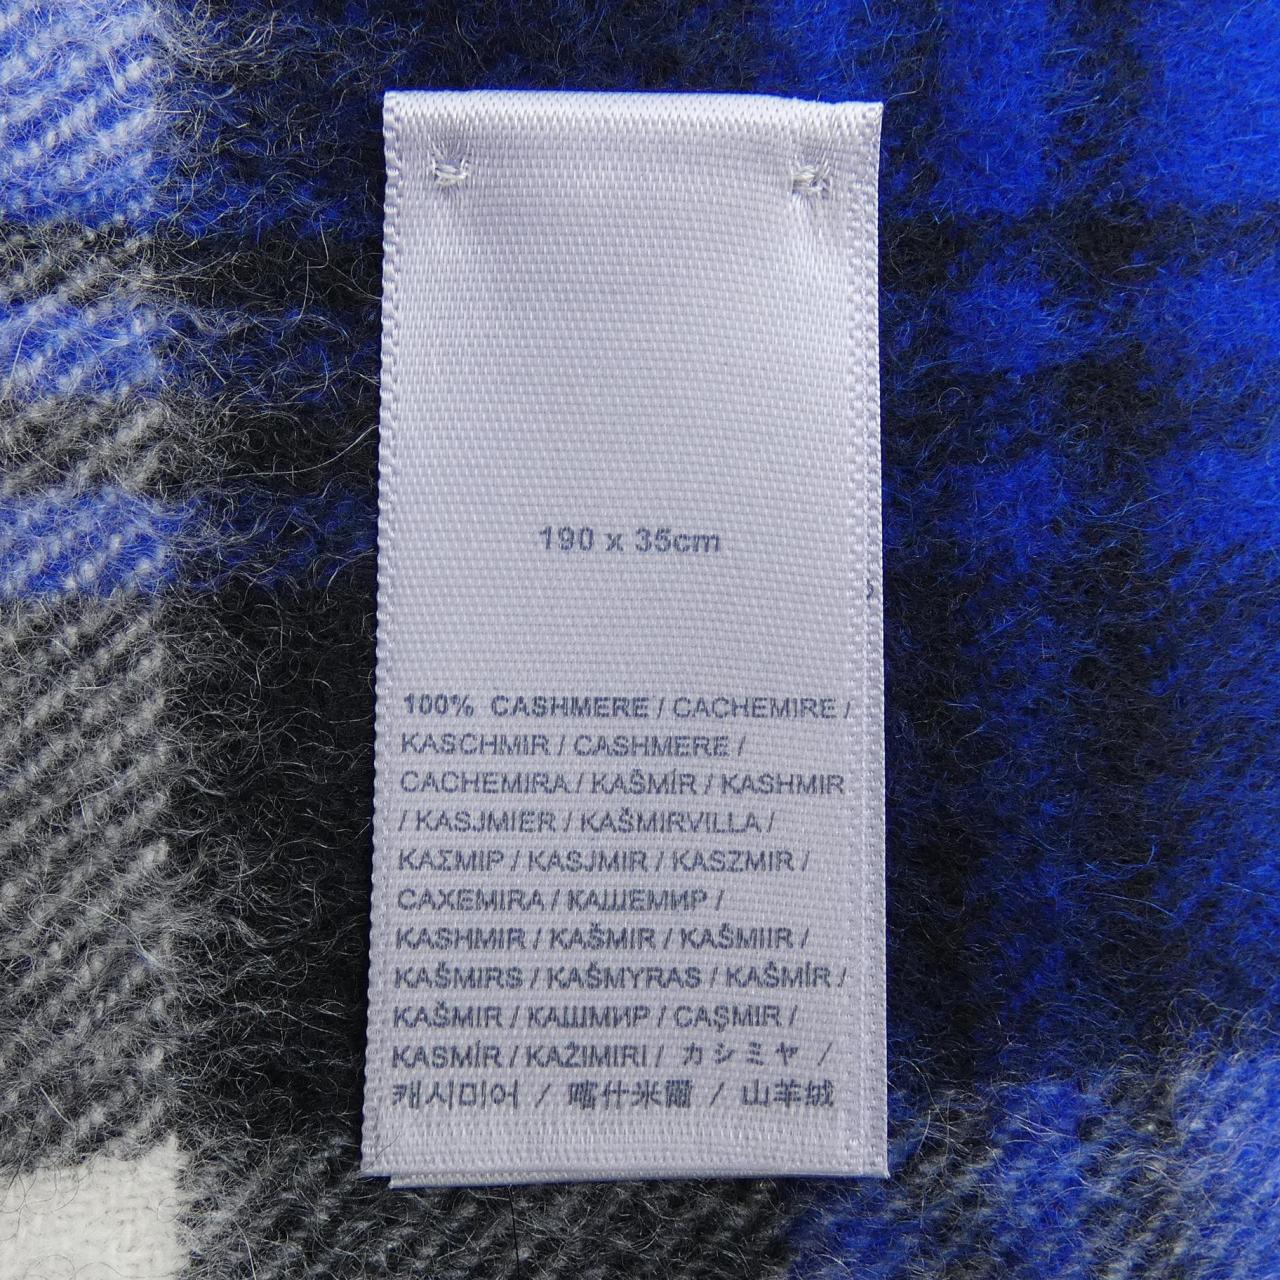 190 x 35cm
100% CASHMERE / CACHEMIRE /
KASCHMIR / CASHMERE /
CACHEMIRA / KAŠMÍR / KASHMIR
/ KASJMIER / KAŠMIRVILLA /
ΚΑΣΜΙΡ / KASJMIR / KASZMIR /
CAXEMIRA / КАШЕМИР /
KASHMIR / KAŠMIR / KAŠMIIR /
KAŠMIRS / KAŠMYRAS / KAŠMÍR /
KAŠMIR / КАШМИР / CAŞMIR /
KASMÍR / KAŻIMIRI / カシミヤ /
캐시미어 / 喀什米爾 / 山羊绒